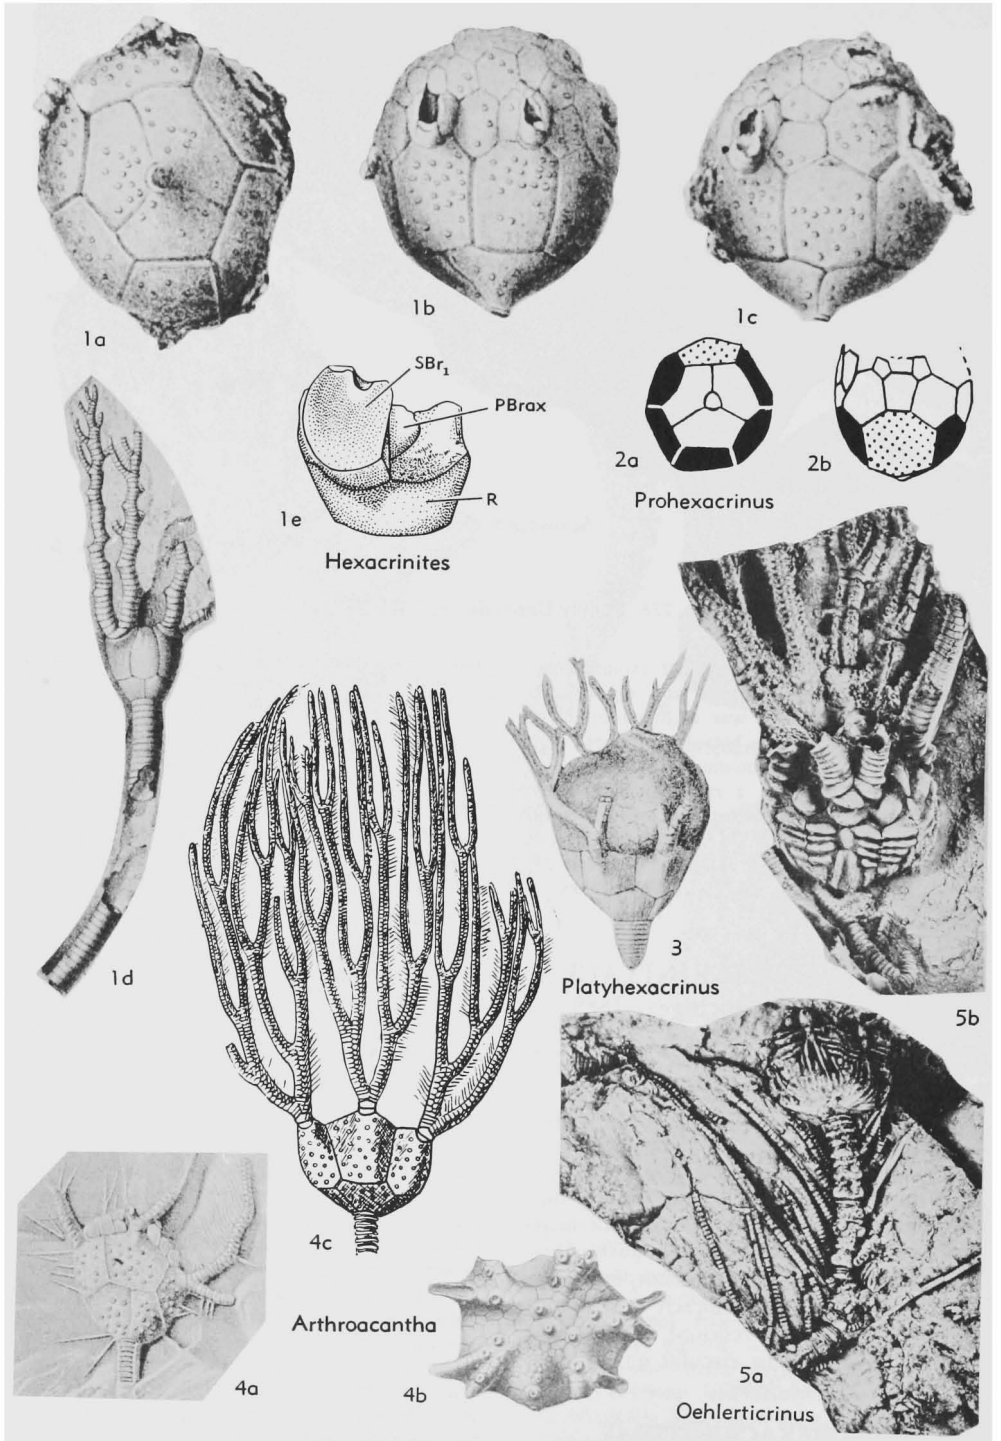 1a
1b
1c
SBr₁
PBrax
R
1e
Hexacrinites
2a
2b
Prohexacrinus
1d
3
Platyhexacrinus
5b
4c
4a
Arthroacantha
4b
5a
Oehlerticrinus